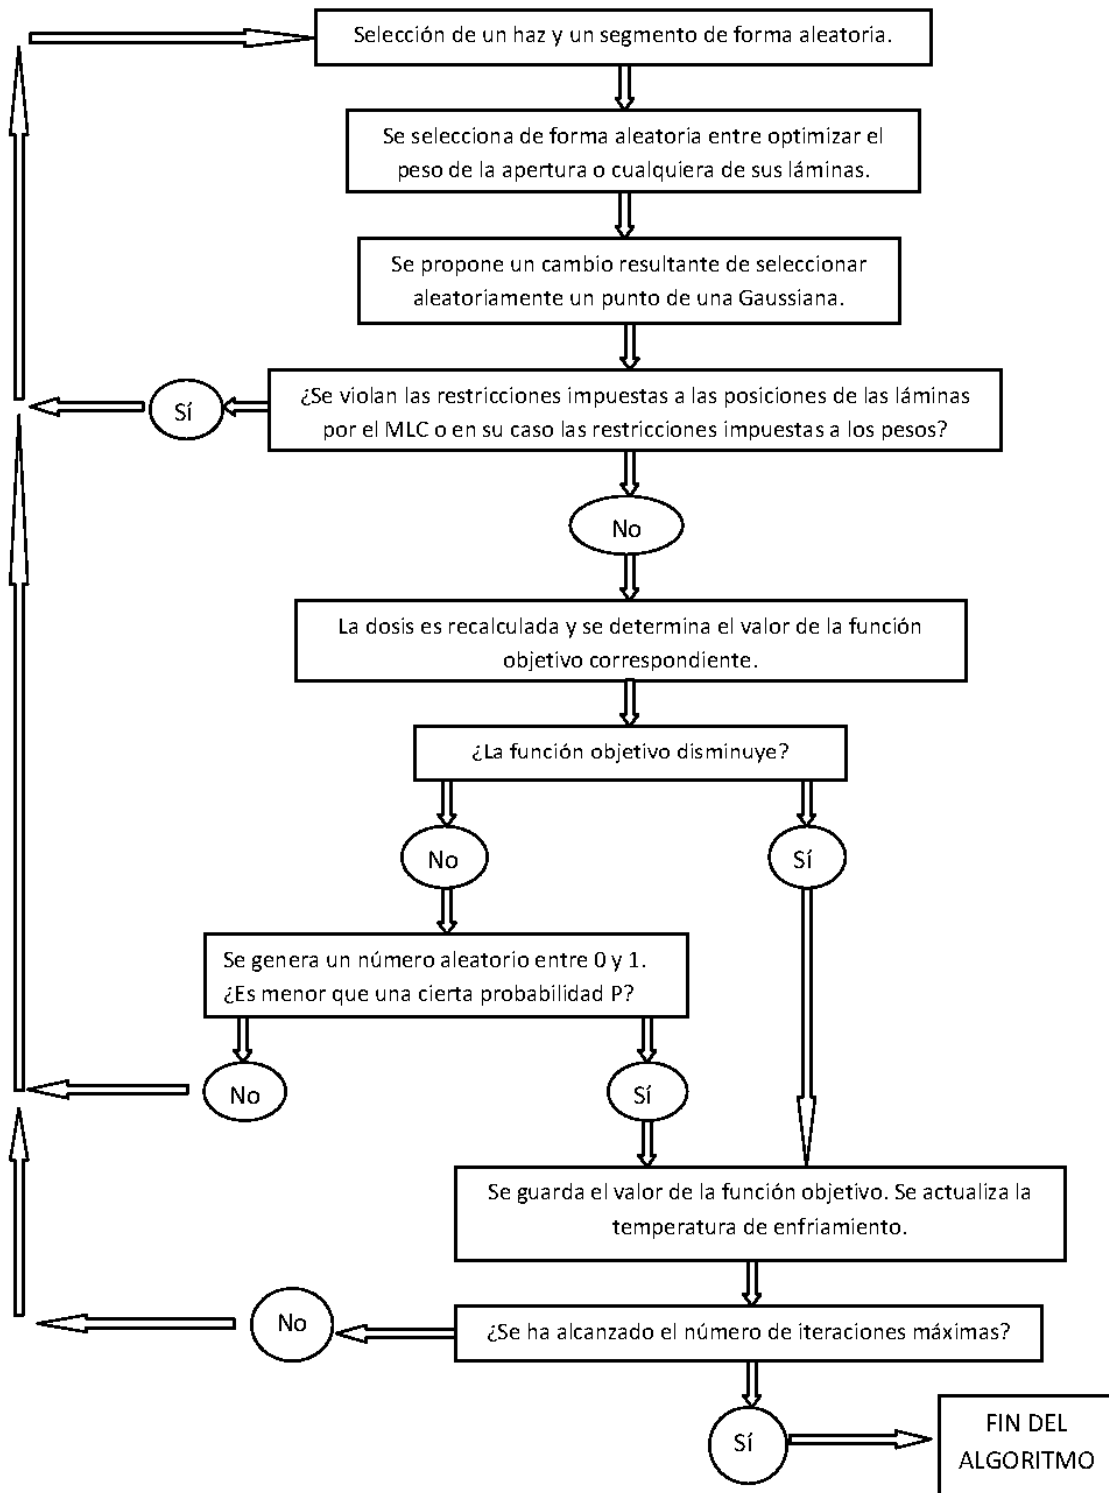 Selección de un haz y un segmento de forma aleatoria.
Se selecciona de forma aleatoria entre optimizar el
peso de la apertura o cualquiera de sus láminas.
Se propone un cambio resultante de seleccionar
aleatoriamente un punto de una Gaussiana.
¿Se violan las restricciones impuestas a las posiciones de las láminas
por el MLC o en su caso las restricciones impuestas a los pesos?
Sí
No
La dosis es recalculada y se determina el valor de la función
objetivo correspondiente.
¿La función objetivo disminuye?
No
Sí
Se genera un número aleatorio entre 0 y 1.
¿Es menor que una cierta probabilidad P?
No
Sí
Se guarda el valor de la función objetivo. Se actualiza la
temperatura de enfriamiento.
¿Se ha alcanzado el número de iteraciones máximas?
No
Sí
FIN DEL
ALGORITMO